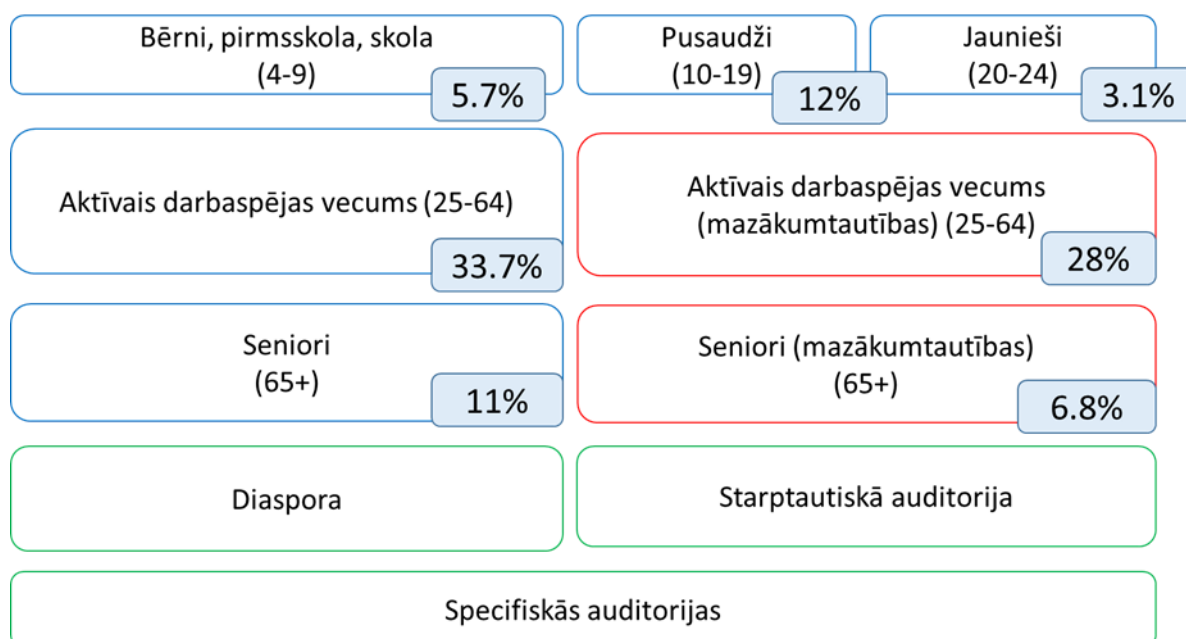 Bērni, pirmsskola, skola
(4-9)
5.7%
Pusaudži
(10-19)
12%
Jaunieši
(20-24)
3.1%
Aktīvais darbaspējas vecums (25-64)
33.7%
Aktīvais darbaspējas vecums
(mazākumtautības) (25-64)
28%
Seniori
(65+)
11%
Seniori (mazākumtautības)
(65+)
6.8%
Diaspora
Starptautiskā auditorija
Specifiskās auditorijas